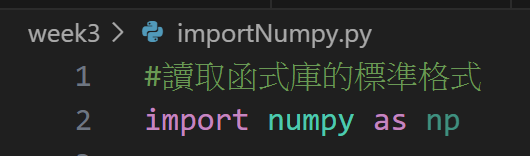 week3 > importNumpy.py
1 #讀取函式庫的標準格式
2 import numpy as np